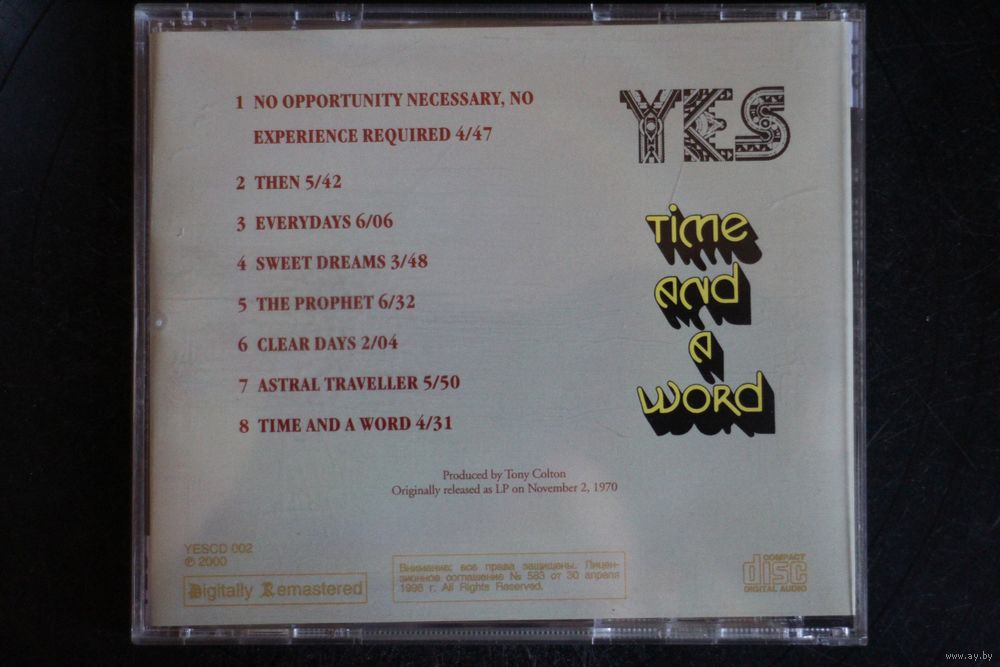 1 NO OPPORTUNITY NECESSARY, NO
EXPERIENCE REQUIRED 4/47
2 THEN 5/42
3 EVERYDAYS 6/06
4 SWEET DREAMS 3/48
5 THE PROPHET 6/32
6 CLEAR DAYS 2/04
7 ASTRAL TRAVELLER 5/50
8 TIME AND A WORD 4/31
YES
Time
and
a
word
Produced by Tony Colton
Originally released as LP on November 2, 1970
YESCD 002
℗ 2000
Digitally Remastered
Внимание: все права защищены. Лицен-
зионное соглашение № 583 от 30 апреля
1998 г. All Rights Reserved.
COMPACT
disc
DIGITAL AUDIO
www.ay.by